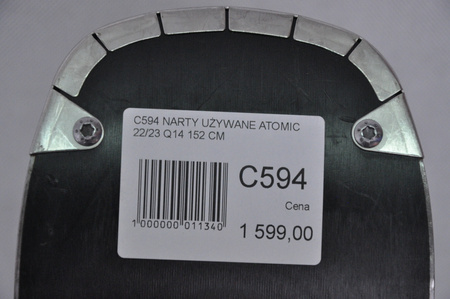 C594 NARTY UŻYWANE ATOMIC
22/23 Q14 152 CM
C594
Cena
1 000000 011340
1 599,00